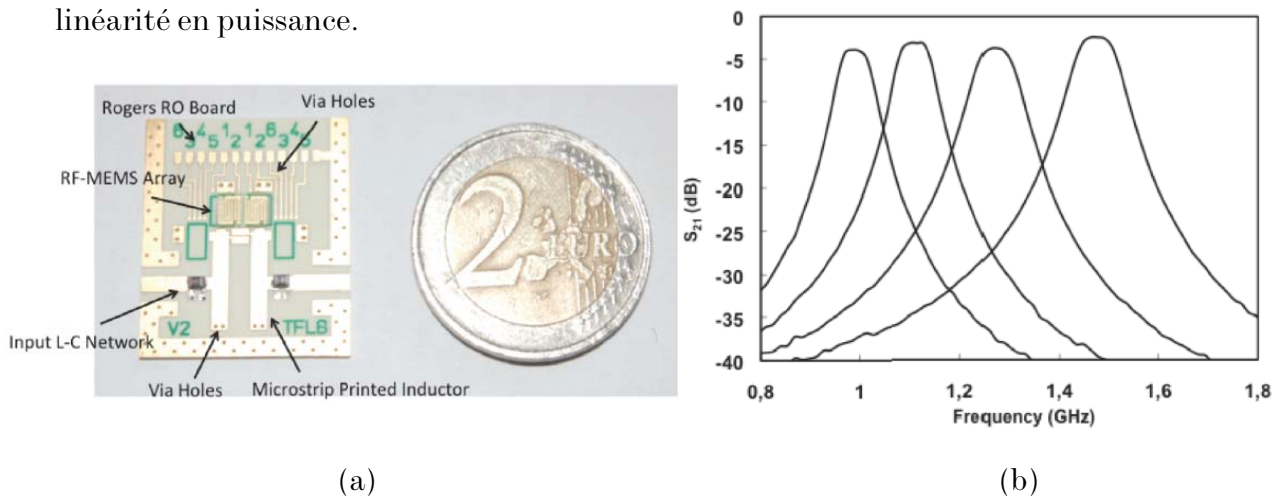 linéarité en puissance.
Rogers RO Board
Via Holes
RF-MEMS Array
Input L-C Network
Via Holes
Microstrip Printed Inductor
V2
TFL6
2 EURO
(a)
0
-5
-10
-15
-20
-25
-30
-35
-40
S21 (dB)
0,8
1
1,2
1,4
1,6
1,8
Frequency (GHz)
(b)